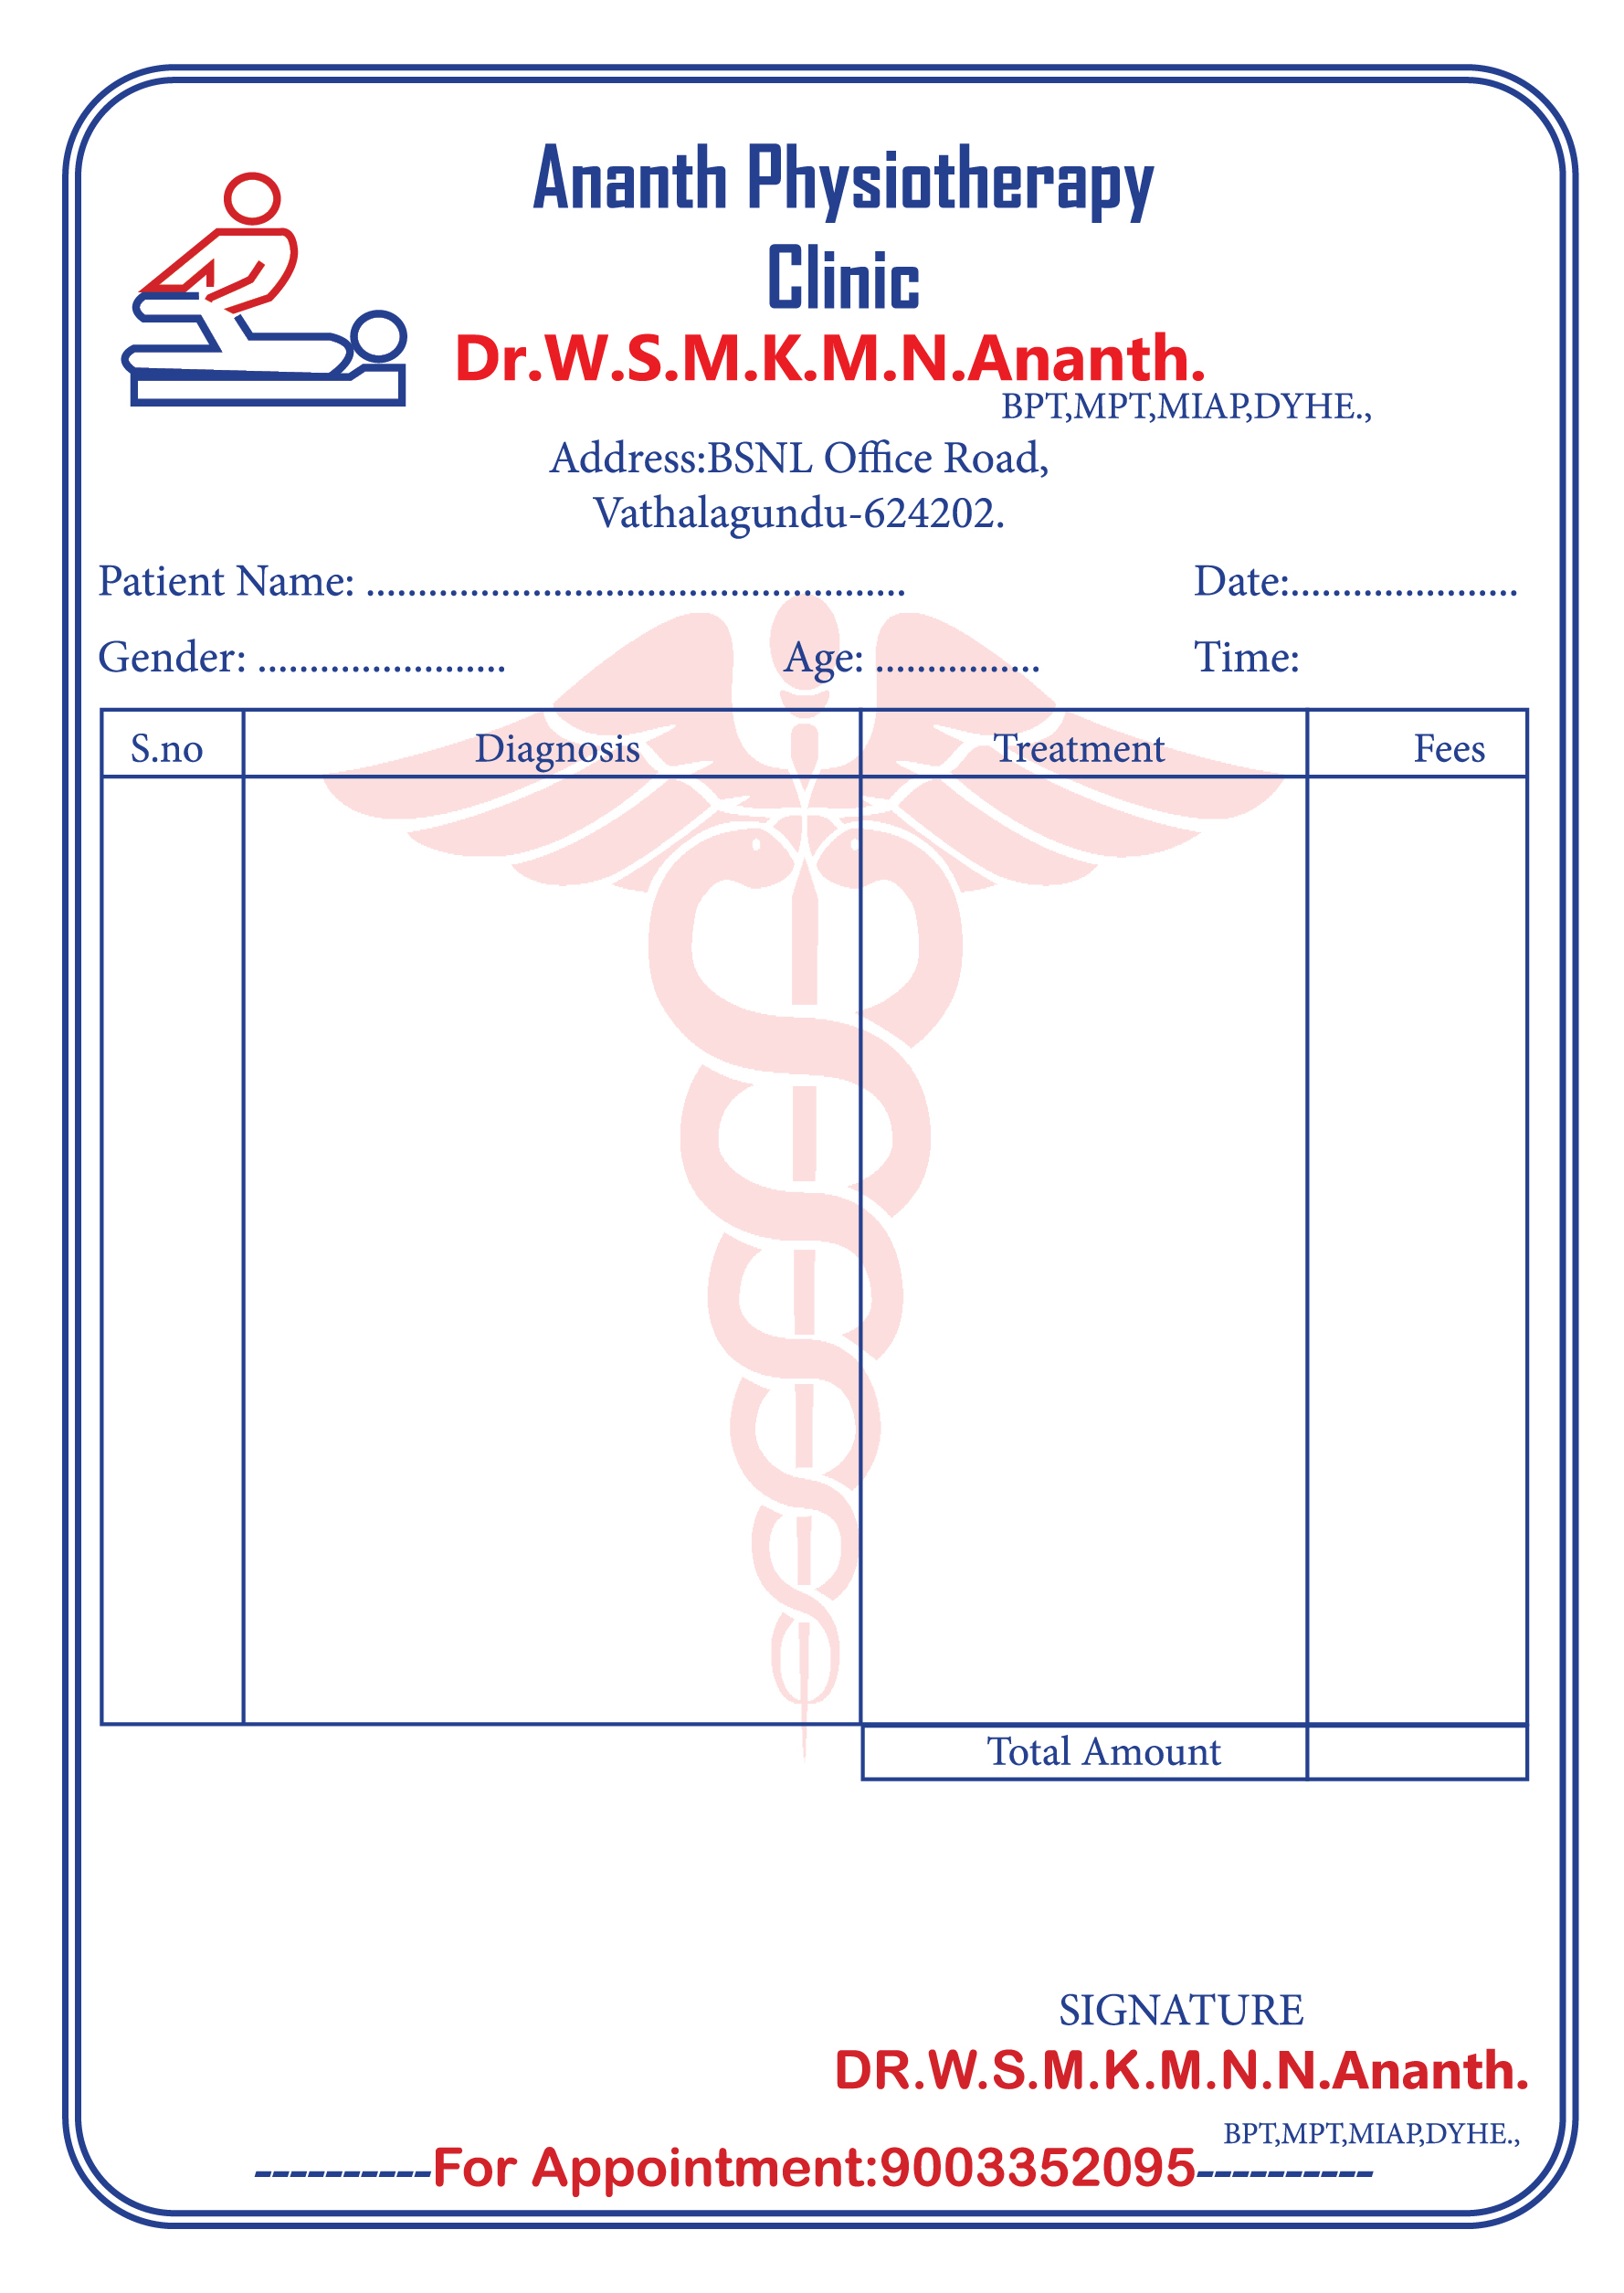 Ananth Physiotherapy
Clinic
Dr.W.S.M.K.M.N.Ananth.
BPT,MPT,MIAP,DYHE.,
Address:BSNL Office Road,
Vathalagundu-624202.
Patient Name: .................................................... Date:......................
Gender: ........................ Age: ................ Time:
S.no Diagnosis Treatment Fees
Total Amount
SIGNATURE
DR.W.S.M.K.M.N.N.Ananth.
BPT,MPT,MIAP,DYHE.,
----------For Appointment:9003352095----------